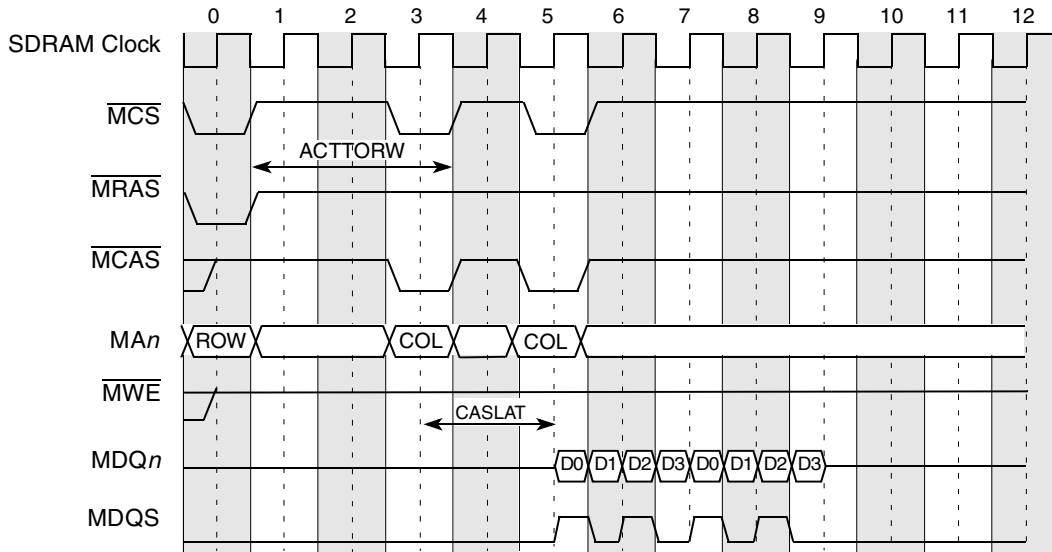 0 1 2 3 4 5 6 7 8 9 10 11 12
SDRAM Clock
MCS
ACTTORW
MRAS
MCAS
MAn ROW COL COL
MWE
CASLAT
MDQn D0 D1 D2 D3 D0 D1 D2 D3
MDQS